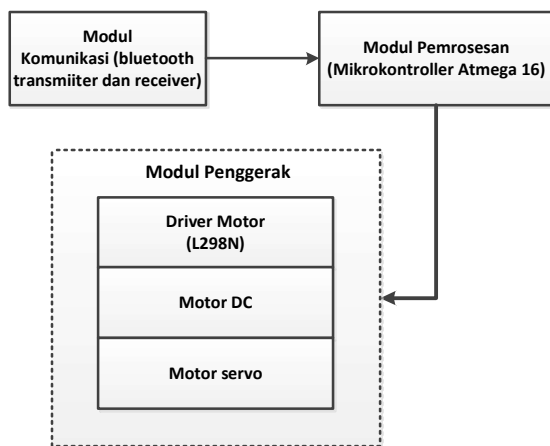 Modul
Komunikasi (bluetooth
transmiiter dan receiver)
Modul Pemrosesan
(Mikrokontroller Atmega 16)
Modul Penggerak
Driver Motor
(L298N)
Motor DC
Motor servo